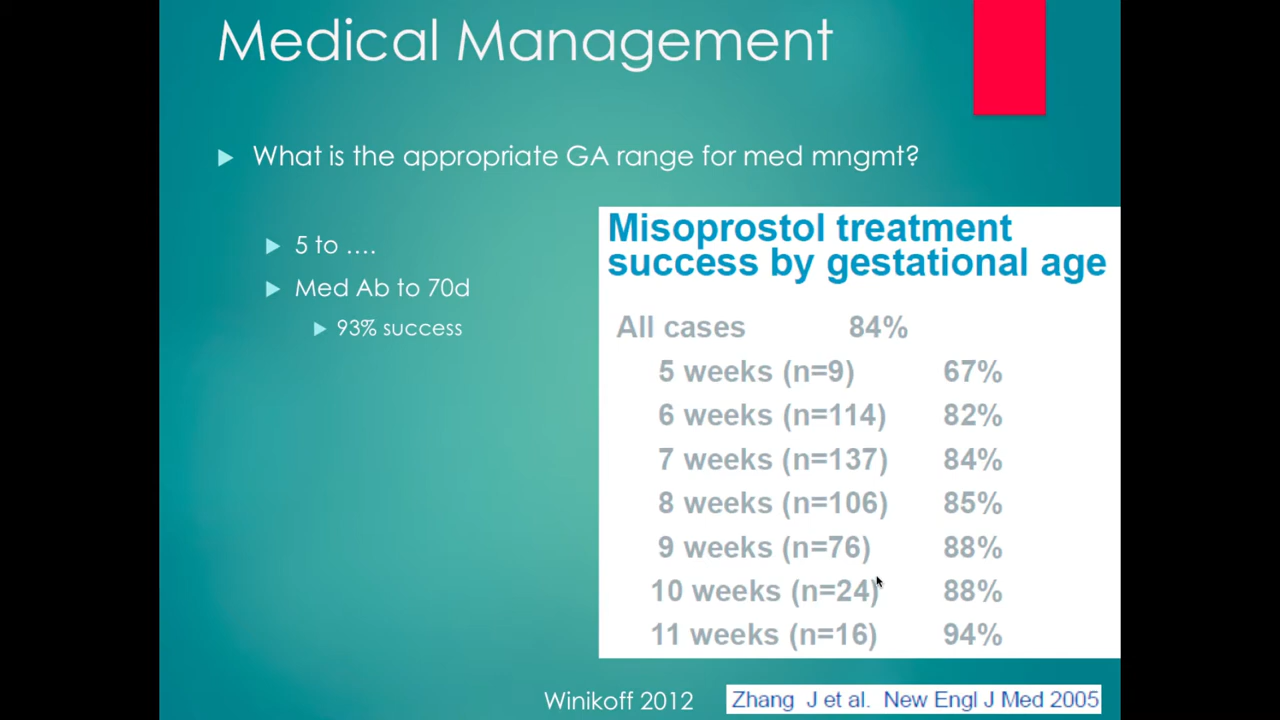 Medical Management
What is the appropriate GA range for med mngmt?
5 to ....
Med Ab to 70d
93% success
Misoprostol treatment
success by gestational age
All cases 84%
5 weeks (n=9) 67%
6 weeks (n=114) 82%
7 weeks (n=137) 84%
8 weeks (n=106) 85%
9 weeks (n=76) 88%
10 weeks (n=24) 88%
11 weeks (n=16) 94%
Winikoff 2012
Zhang J et al. New Engl J Med 2005